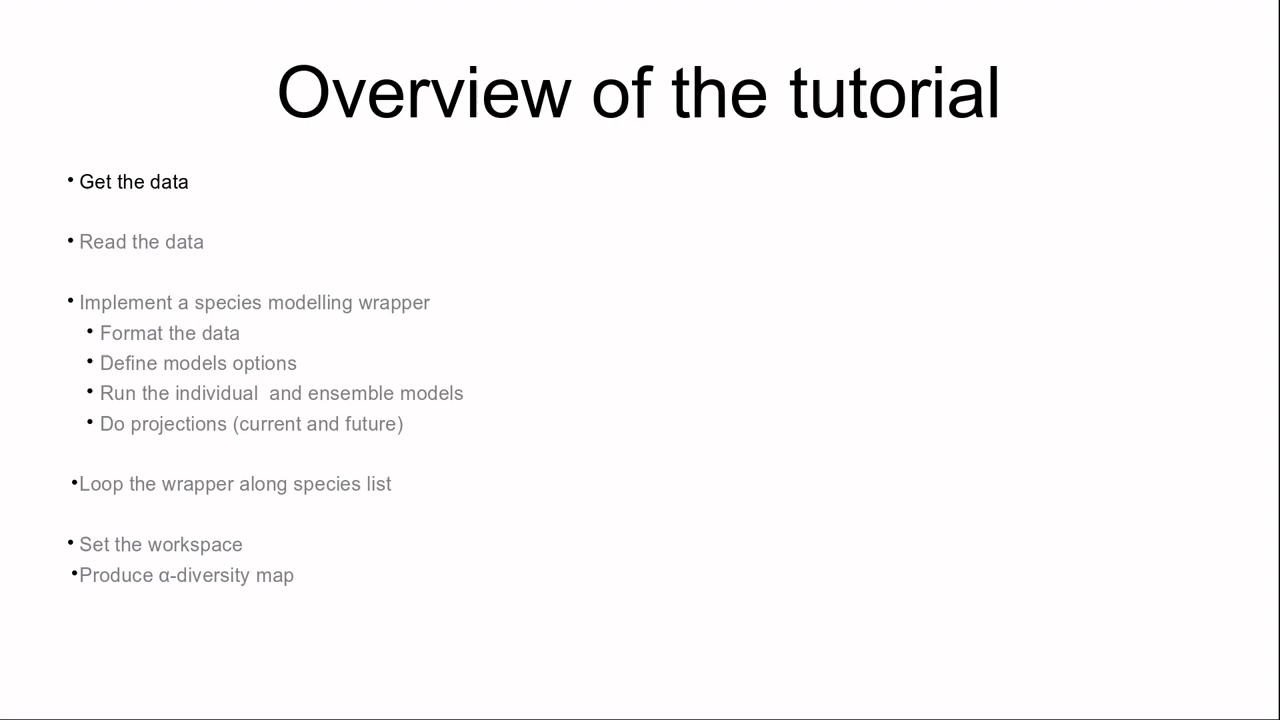 Overview of the tutorial
• Get the data
• Read the data
• Implement a species modelling wrapper
• Format the data
• Define models options
• Run the individual  and ensemble models
• Do projections (current and future)
•Loop the wrapper along species list
• Set the workspace
•Produce α-diversity map